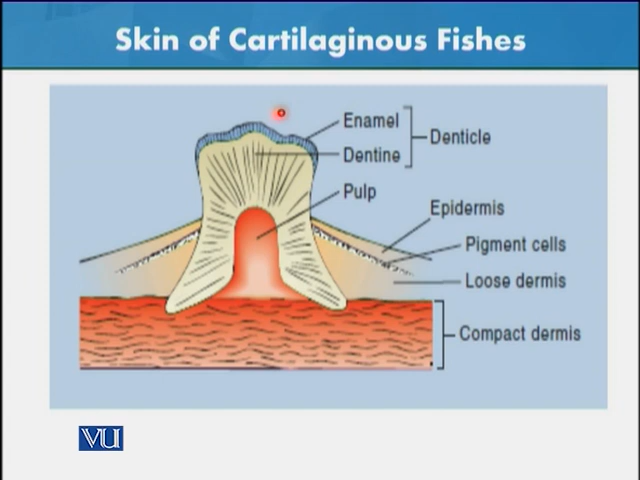 Skin of Cartilaginous Fishes
Enamel
Denticle
Dentine
Pulp
Epidermis
Pigment cells
Loose dermis
Compact dermis
VU